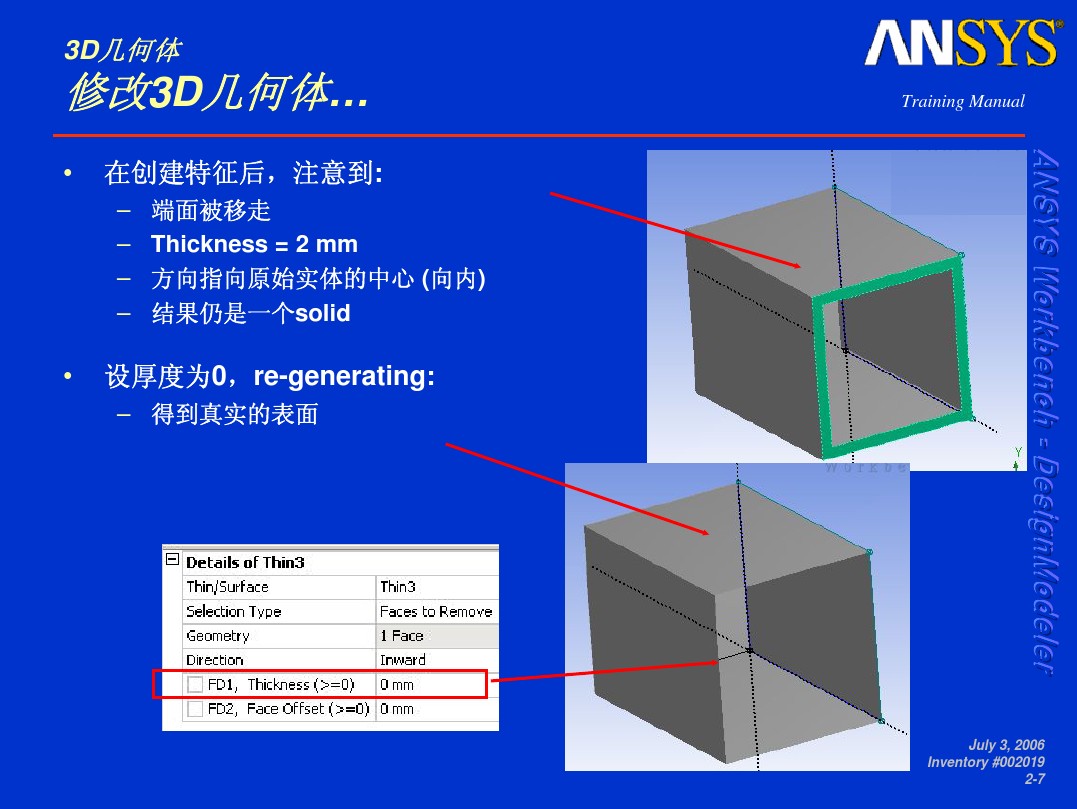 3D几何体
修改3D几何体...
ANSYS
Training Manual
• 在创建特征后，注意到:
– 端面被移走
– Thickness = 2 mm
– 方向指向原始实体的中心 (向内)
– 结果仍是一个solid
• 设厚度为0，re-generating:
– 得到真实的表面
Y
Workbe
Details of Thin3
Thin/Surface Thin3
Selection Type Faces to Remove
Geometry 1 Face
Direction Inward
FD1, Thickness (>=0) 0 mm
FD2, Face Offset (>=0) 0 mm
ANSYS Workbench - DesignModeler
July 3, 2006
Inventory #002019
2-7